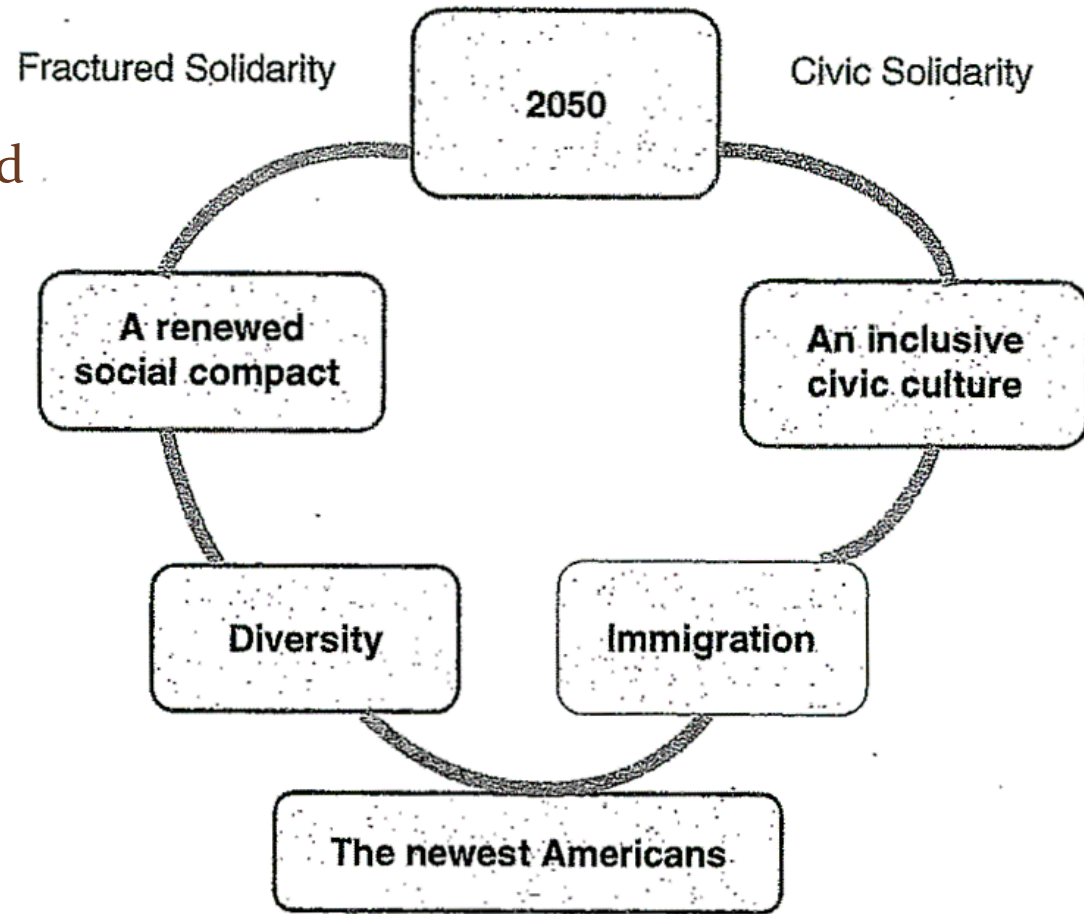 Fractured Solidarity
Civic Solidarity
2050
d
A renewed
social compact
An inclusive
civic culture
Diversity
Immigration
The newest Americans